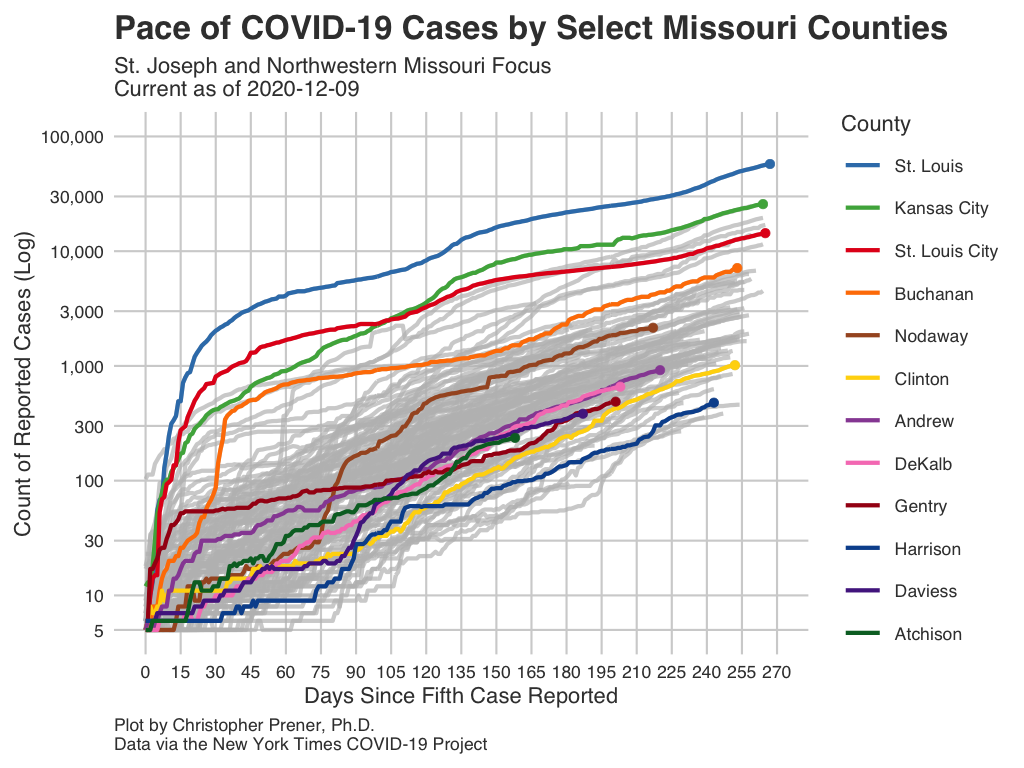 Pace of COVID-19 Cases by Select Missouri Counties
St. Joseph and Northwestern Missouri Focus
Current as of 2020-12-09
Count of Reported Cases (Log)
100,000
30,000
10,000
3,000
1,000
300
100
30
10
5
0 15 30 45 60 75 90 105 120 135 150 165 180 195 210 225 240 255 270
Days Since Fifth Case Reported
County
St. Louis
Kansas City
St. Louis City
Buchanan
Nodaway
Clinton
Andrew
DeKalb
Gentry
Harrison
Daviess
Atchison
Plot by Christopher Prener, Ph.D.
Data via the New York Times COVID-19 Project